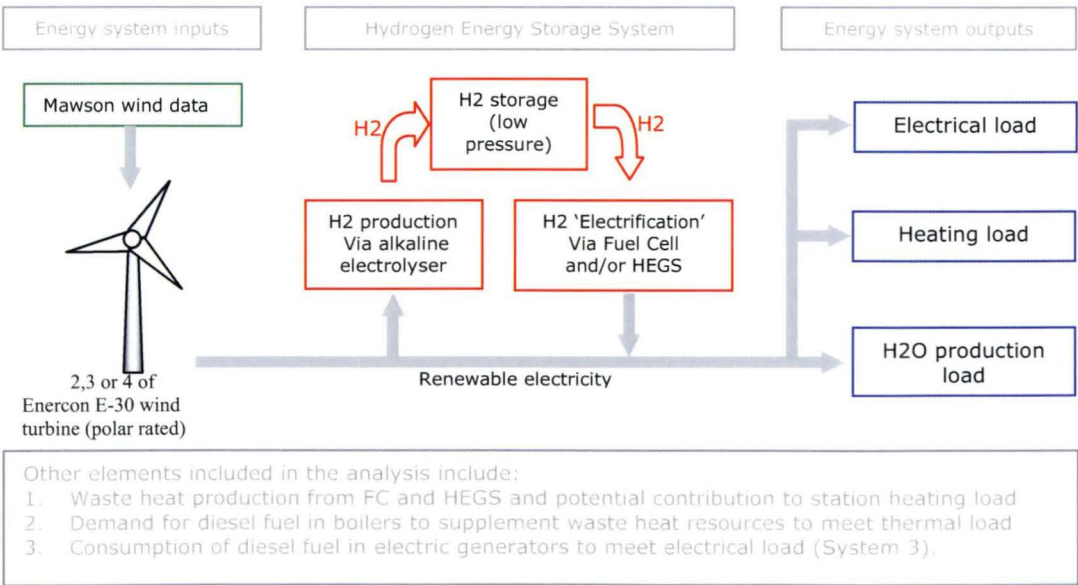 Energy system inputs
Hydrogen Energy Storage System
Energy system outputs
Mawson wind data
H2 storage
(low
pressure)
H2
H2
Electrical load
H2 production
Via alkaline
electrolyser
H2 ‘Electrification’
Via Fuel Cell
and/or HEGS
Heating load
H2O production
load
Renewable electricity
2,3 or 4 of
Enercon E-30 wind
turbine (polar rated)
Other elements included in the analysis include:
1. Waste heat production from FC and HEGS and potential contribution to station heating load
2. Demand for diesel fuel in boilers to supplement waste heat resources to meet thermal load
3. Consumption of diesel fuel in electric generators to meet electrical load (System 3).